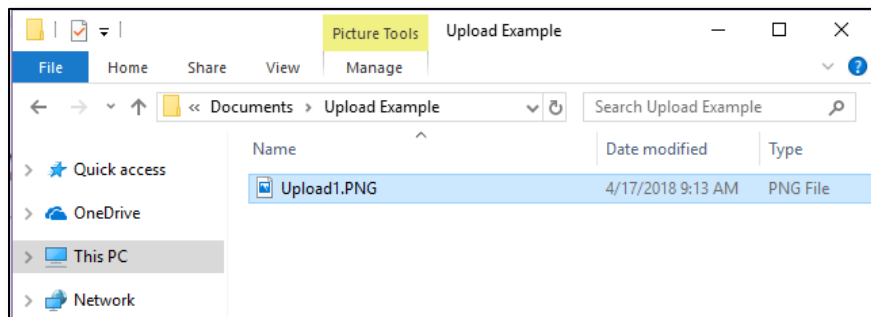 Picture Tools Upload Example
File Home Share View Manage
« Documents > Upload Example Search Upload Example
Name Date modified Type
Quick access
Upload1.PNG 4/17/2018 9:13 AM PNG File
OneDrive
This PC
Network